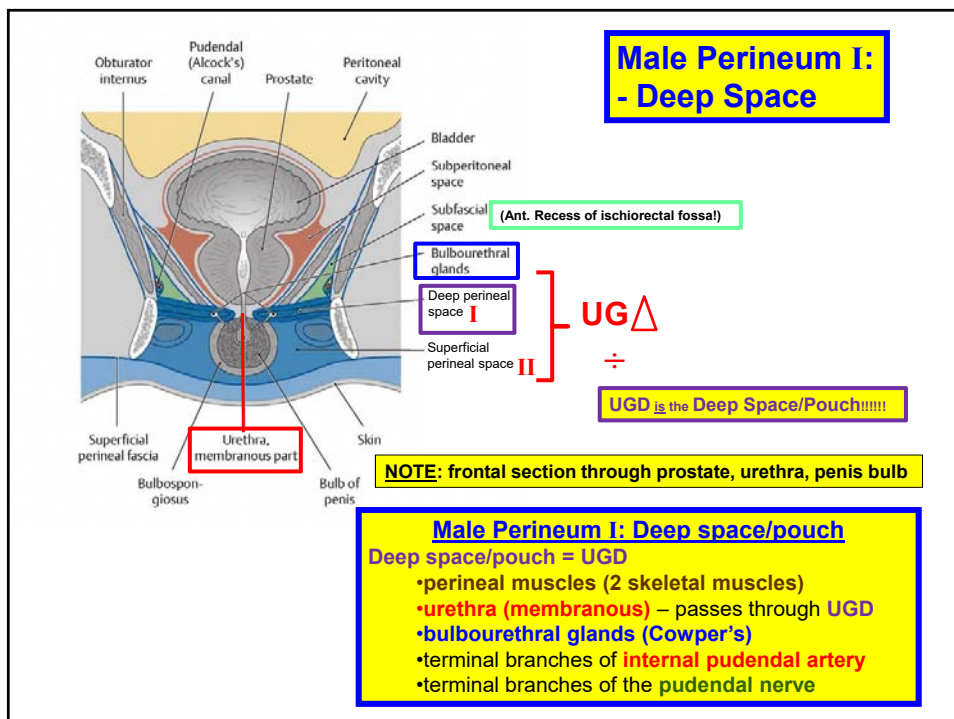 Male Perineum I:
- Deep Space
Obturator
internus
Pudendal
(Alcock's)
canal
Prostate
Peritoneal
cavity
Bladder
Subperitoneal
space
Subfascial
space
(Ant. Recess of ischiorectal fossa!)
Bulbourethral
glands
Deep perineal
space I
Superficial
perineal space II
UG△
÷
UGD is the Deep Space/Pouch!!!!!!
Superficial
perineal fascia
Urethra,
membranous part
Skin
Bulbospon-
giosus
Bulb of
penis
NOTE: frontal section through prostate, urethra, penis bulb
Male Perineum I: Deep space/pouch
Deep space/pouch = UGD
•perineal muscles (2 skeletal muscles)
•urethra (membranous) – passes through UGD
•bulbourethral glands (Cowper’s)
•terminal branches of internal pudendal artery
•terminal branches of the pudendal nerve